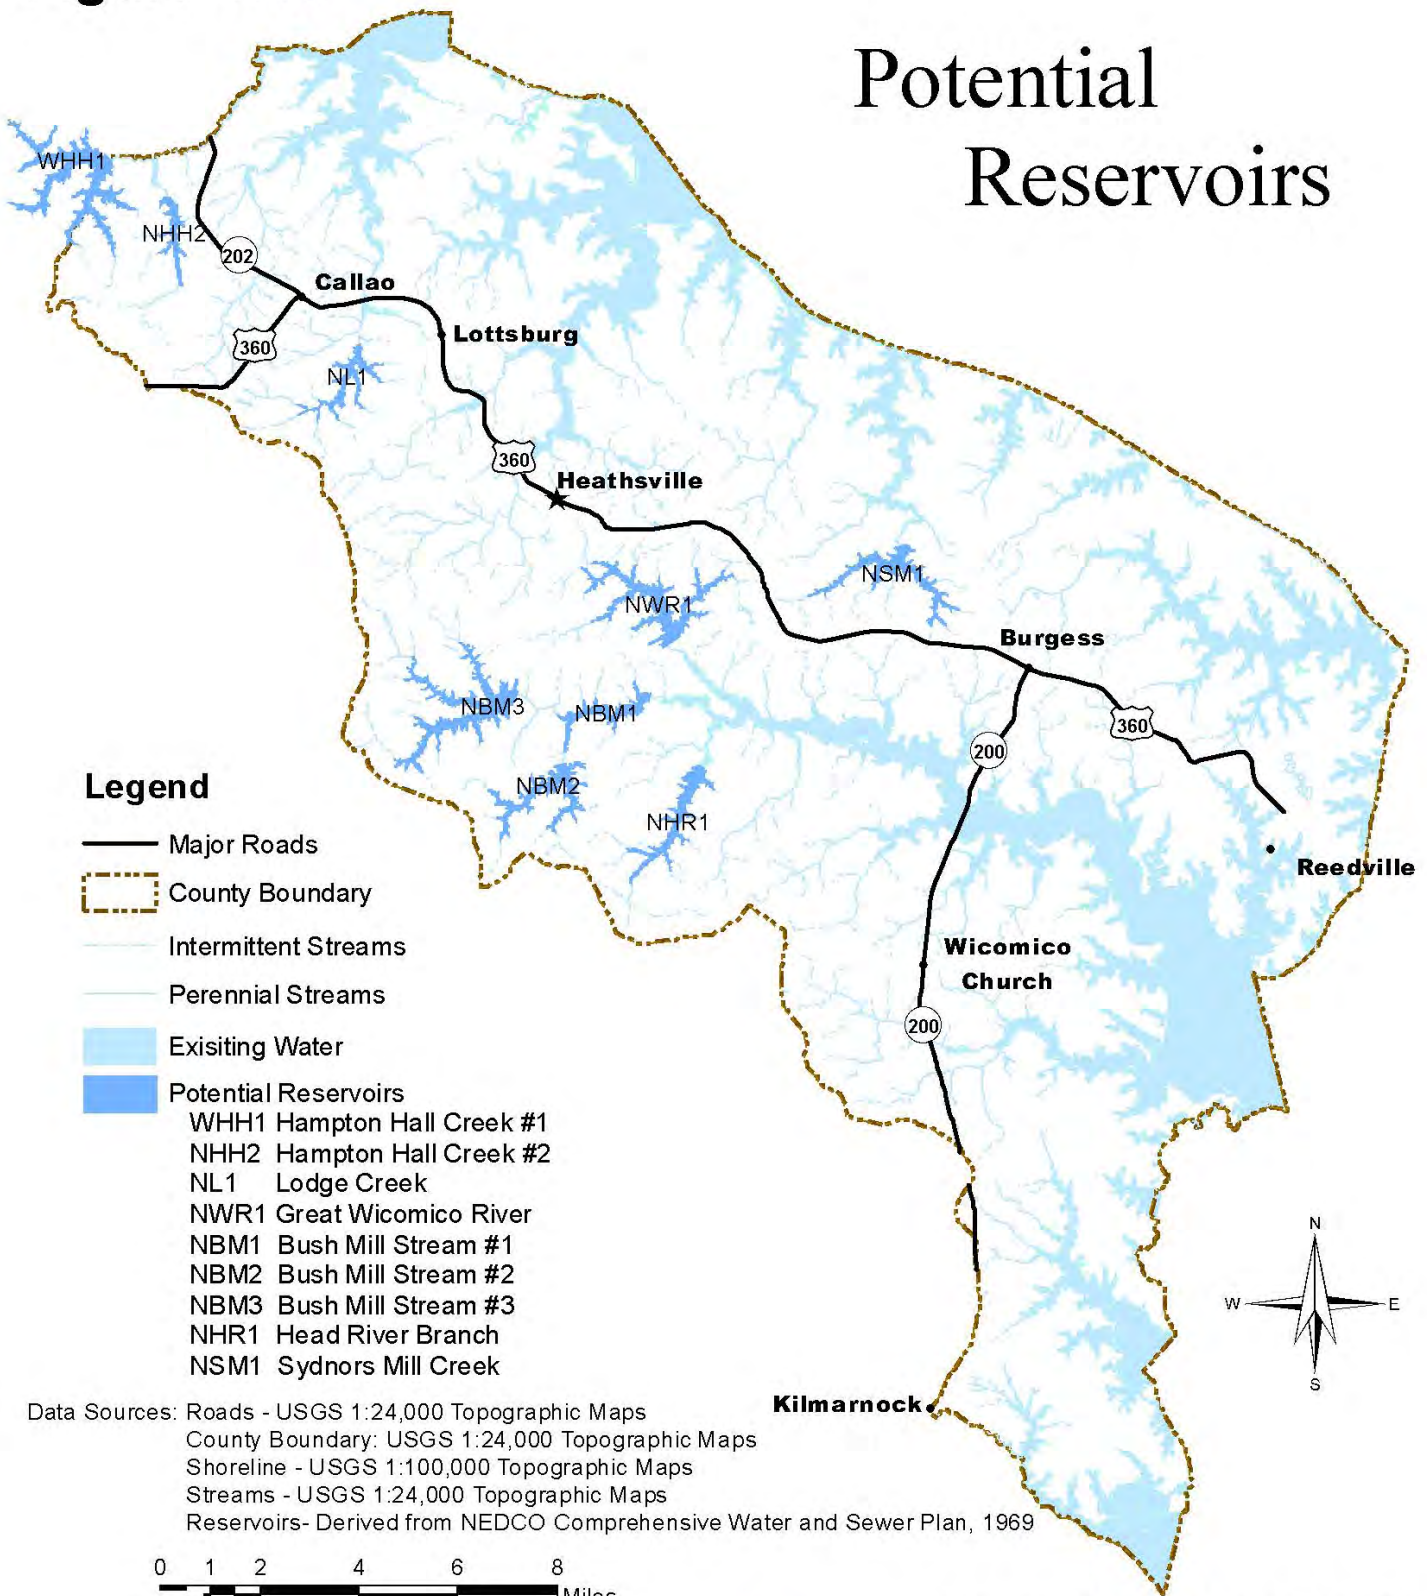 Potential
Reservoirs
WHH1
NHH2
202
Callao
Lottsburg
360
NL1
360
Heathsville
NSM1
NWR1
Burgess
NBM3
NBM1
360
200
NBM2
NHR1
Reedville
Wicomico
Church
200
Kilmarnock
Legend
Major Roads
County Boundary
Intermittent Streams
Perennial Streams
Exisiting Water
Potential Reservoirs
WHH1 Hampton Hall Creek #1
NHH2 Hampton Hall Creek #2
NL1 Lodge Creek
NWR1 Great Wicomico River
NBM1 Bush Mill Stream #1
NBM2 Bush Mill Stream #2
NBM3 Bush Mill Stream #3
NHR1 Head River Branch
NSM1 Sydnors Mill Creek
N
W E
S
Data Sources: Roads - USGS 1:24,000 Topographic Maps
County Boundary: USGS 1:24,000 Topographic Maps
Shoreline - USGS 1:100,000 Topographic Maps
Streams - USGS 1:24,000 Topographic Maps
Reservoirs- Derived from NEDCO Comprehensive Water and Sewer Plan, 1969
0 1 2 4 6 8
Miles